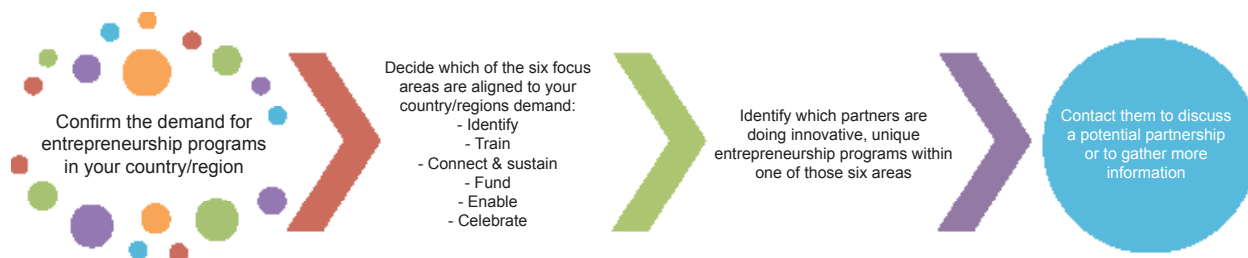 Confirm the demand for
entrepreneurship programs
in your country/region
Decide which of the six focus
areas are aligned to your
country/regions demand:
- Identify
- Train
- Connect & sustain
- Fund
- Enable
- Celebrate
Identify which partners are
doing innovative, unique
entrepreneurship programs within
one of those six areas
Contact them to discuss
a potential partnership
or to gather more
information